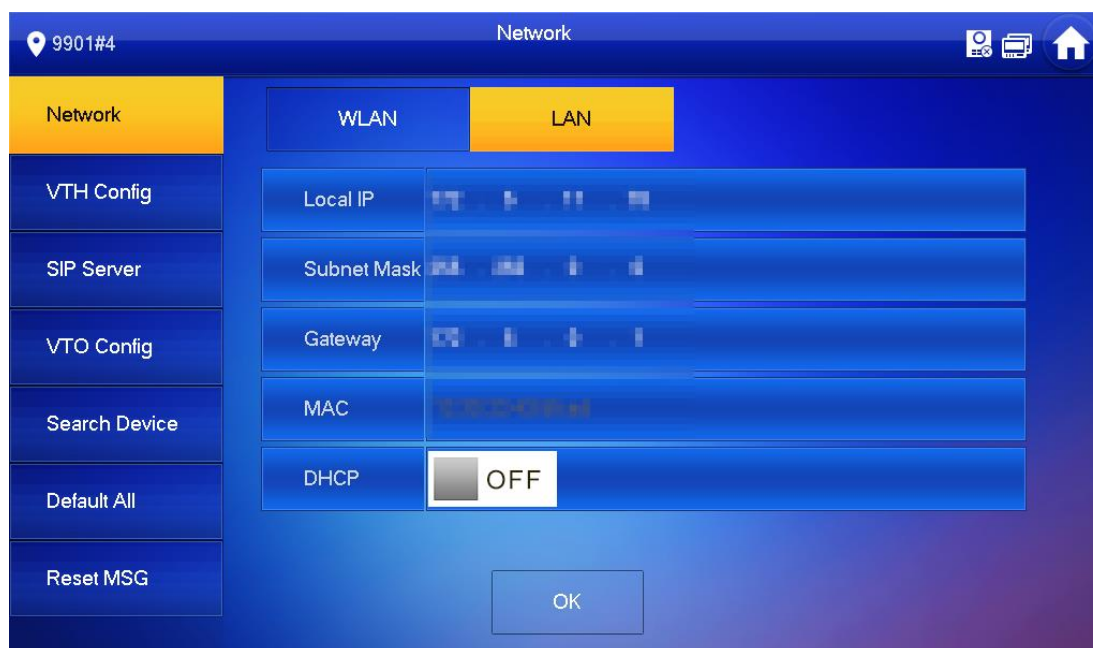 9901#4
Network
Network
WLAN
LAN
VTH Config
Local IP
SIP Server
Subnet Mask
VTO Config
Gateway
Search Device
MAC
Default All
DHCP
OFF
Reset MSG
OK